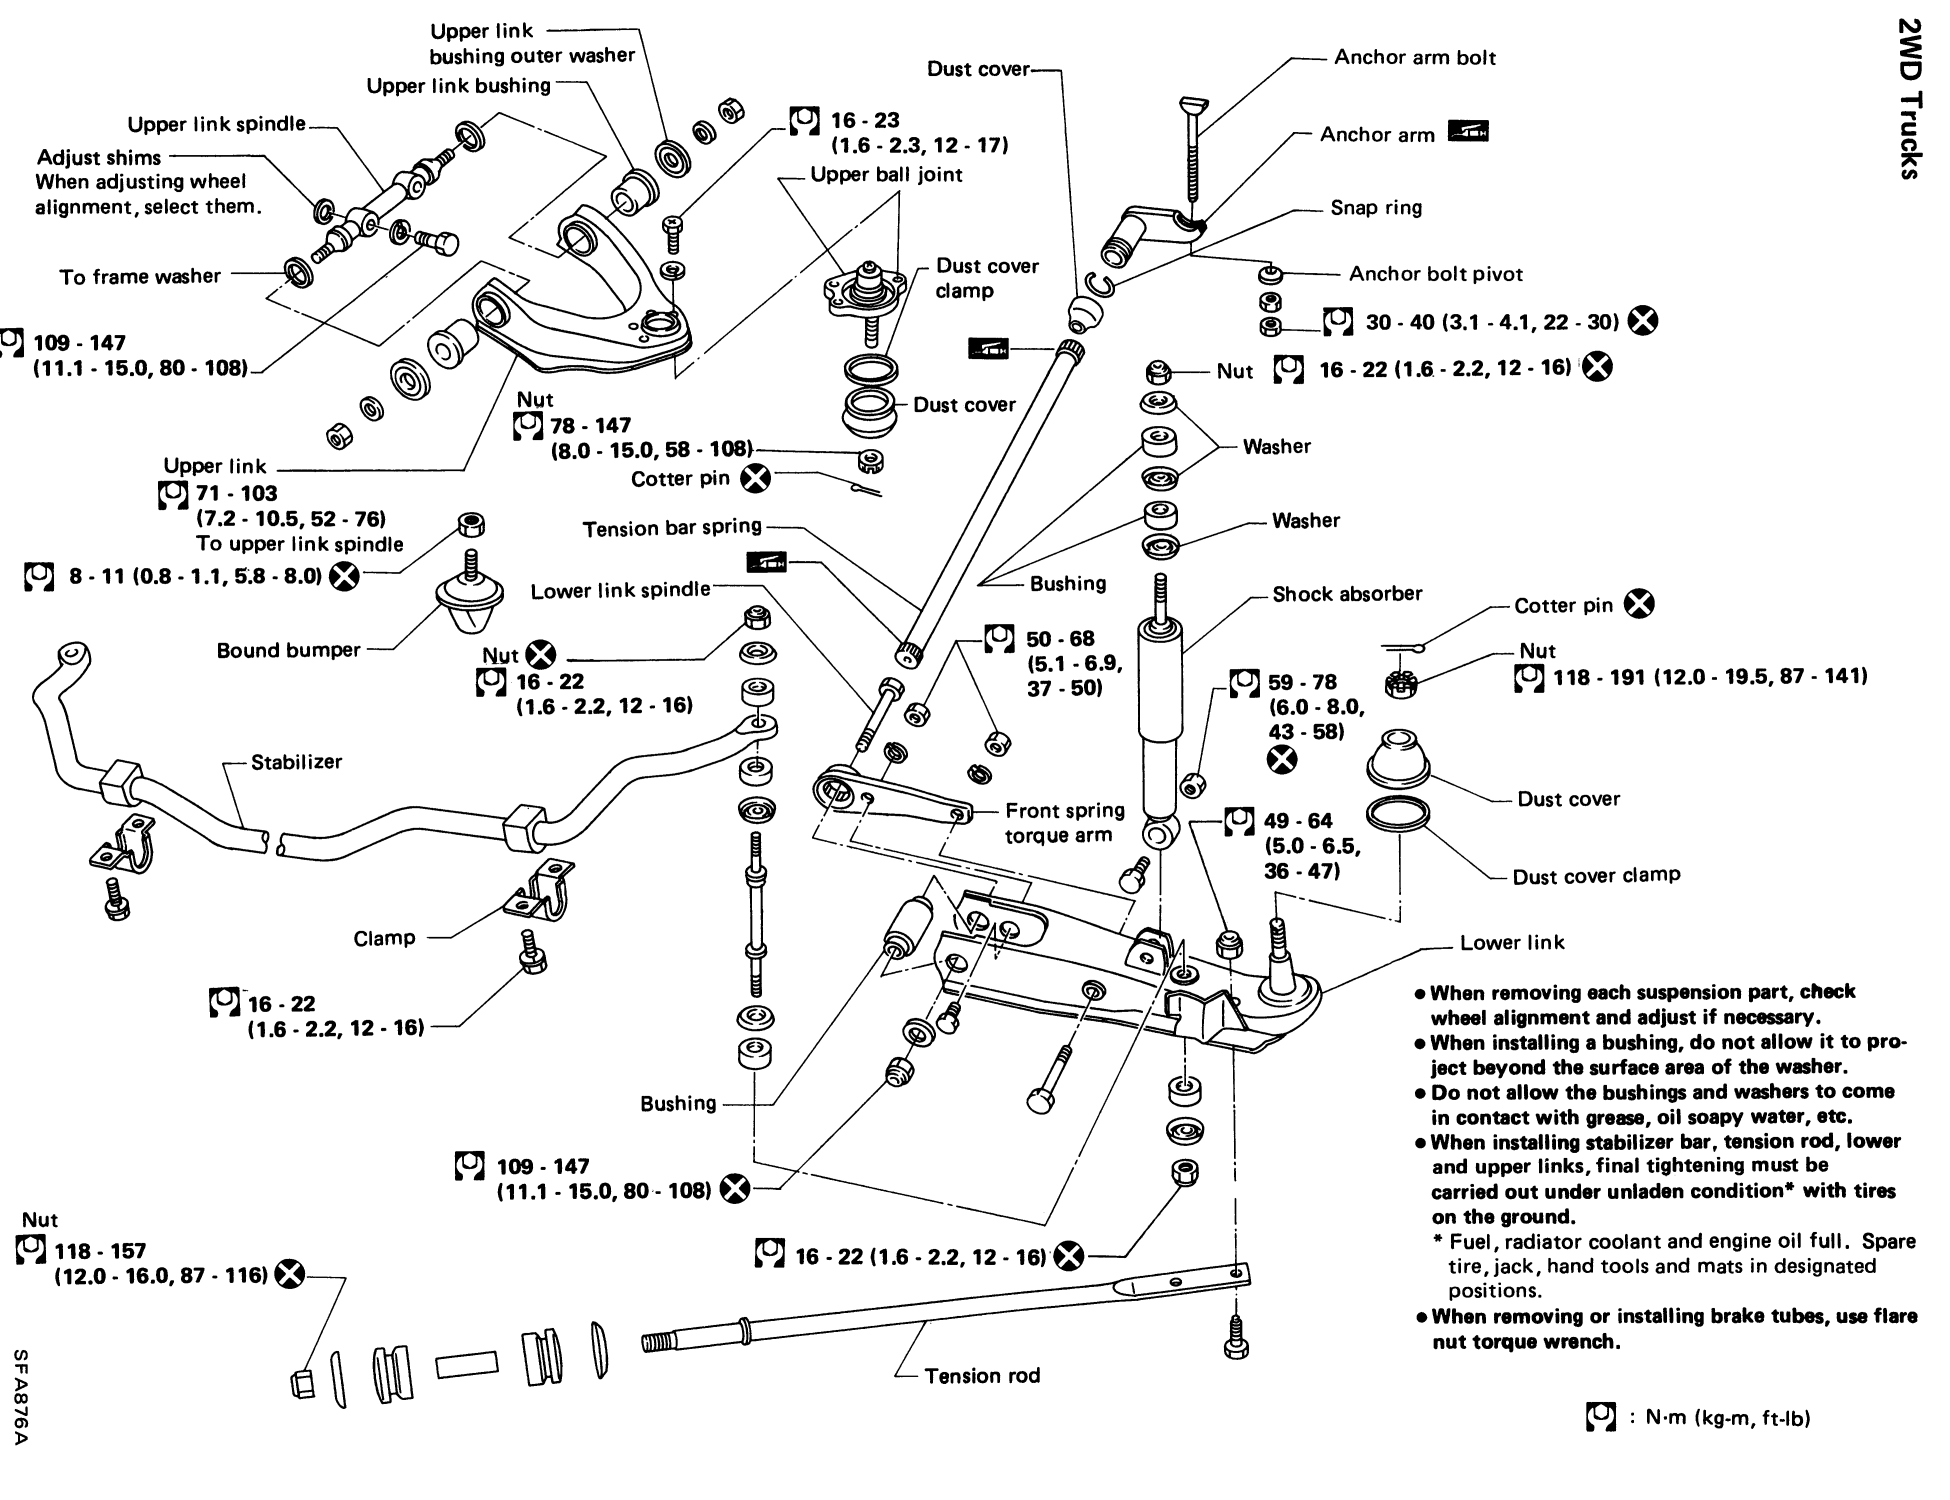 2WD Trucks
Upper link
bushing outer washer
Upper link bushing
Upper link spindle
Adjust shims
When adjusting wheel
alignment, select them.
To frame washer
109 - 147
(11.1 - 15.0, 80 - 108)
16 - 23
(1.6 - 2.3, 12 - 17)
Upper ball joint
Dust cover
Dust cover
clamp
Dust cover
Nut
78 - 147
(8.0 - 15.0, 58 - 108)
Cotter pin
Upper link
71 - 103
(7.2 - 10.5, 52 - 76)
To upper link spindle
8 - 11 (0.8 - 1.1, 5.8 - 8.0)
Bound bumper
Anchor arm bolt
Anchor arm
Snap ring
Anchor bolt pivot
30 - 40 (3.1 - 4.1, 22 - 30)
Nut
16 - 22 (1.6 - 2.2, 12 - 16)
Washer
Washer
Bushing
Shock absorber
Tension bar spring
Lower link spindle
Nut
16 - 22
(1.6 - 2.2, 12 - 16)
50 - 68
(5.1 - 6.9,
37 - 50)
59 - 78
(6.0 - 8.0,
43 - 58)
Cotter pin
Nut
118 - 191 (12.0 - 19.5, 87 - 141)
Dust cover
Dust cover clamp
49 - 64
(5.0 - 6.5,
36 - 47)
Front spring
torque arm
Stabilizer
Clamp
16 - 22
(1.6 - 2.2, 12 - 16)
Lower link
Bushing
109 - 147
(11.1 - 15.0, 80 - 108)
16 - 22 (1.6 - 2.2, 12 - 16)
Nut
118 - 157
(12.0 - 16.0, 87 - 116)
Tension rod
● When removing each suspension part, check
wheel alignment and adjust if necessary.
● When installing a bushing, do not allow it to pro-
ject beyond the surface area of the washer.
● Do not allow the bushings and washers to come
in contact with grease, oil soapy water, etc.
● When installing stabilizer bar, tension rod, lower
and upper links, final tightening must be
carried out under unladen condition* with tires
on the ground.
* Fuel, radiator coolant and engine oil full. Spare
tire, jack, hand tools and mats in designated
positions.
● When removing or installing brake tubes, use flare
nut torque wrench.
: N·m (kg-m, ft-lb)
SFA876A